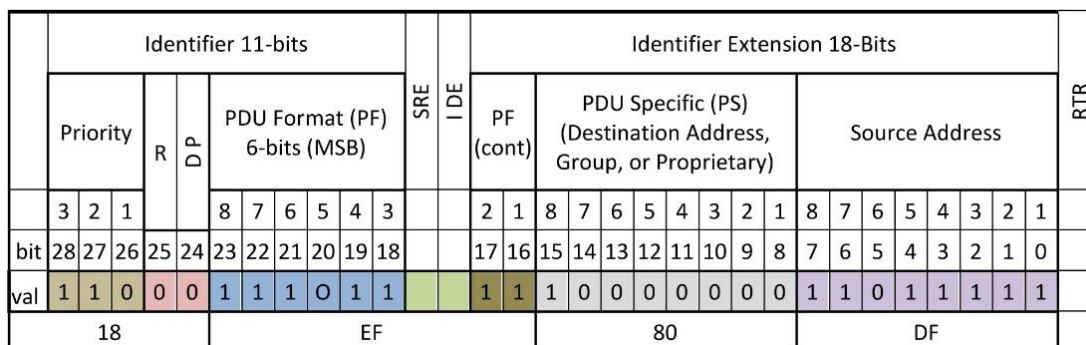 Identifier 11-bits SRE I DE Identifier Extension 18-Bits RTR
Priority R D P PDU Format (PF) 6-bits (MSB) PF (cont) PDU Specific (PS) (Destination Address, Group, or Proprietary) Source Address
3 2 1 8 7 6 5 4 3 2 1 8 7 6 5 4 3 2 1 8 7 6 5 4 3 2 1
bit 28 27 26 25 24 23 22 21 20 19 18 17 16 15 14 13 12 11 10 9 8 7 6 5 4 3 2 1 0
val 1 1 0 0 0 1 1 1 O 1 1 1 1 1 0 0 0 0 0 0 0 1 1 0 1 1 1 1 1
18 EF 80 DF